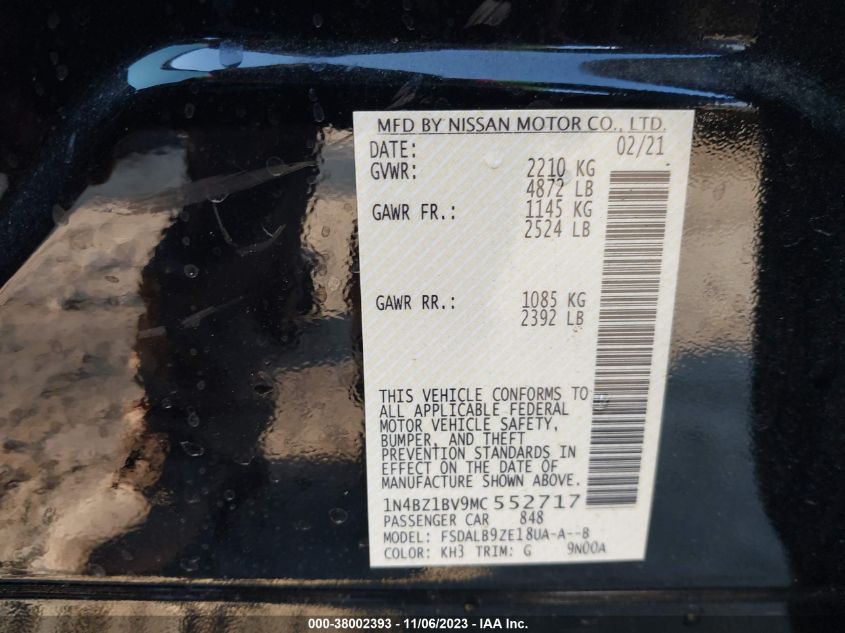 MFD BY NISSAN MOTOR CO., LTD.
DATE: 02/21
GVWR: 2210 KG
4872 LB
GAWR FR.: 1145 KG
2524 LB
GAWR RR.: 1085 KG
2392 LB
THIS VEHICLE CONFORMS TO
ALL APPLICABLE FEDERAL
MOTOR VEHICLE SAFETY,
BUMPER, AND THEFT
PREVENTION STANDARDS IN
EFFECT ON THE DATE OF
MANUFACTURE SHOWN ABOVE.
1N4BZ1BV9MC 552717
PASSENGER CAR 848
MODEL: FSDALB9ZE18UA-A--B
COLOR: KH3 TRIM: G 9N00A
000-38002393 - 11/06/2023 - IAA Inc.